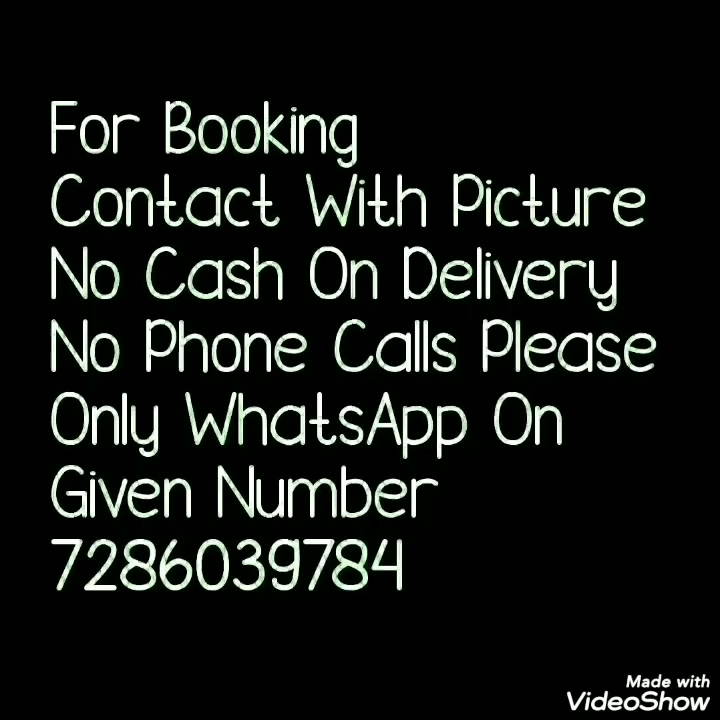 For Booking
Contact With Picture
No Cash On Delivery
No Phone Calls Please
Only WhatsApp On
Given Number
7286039784
Made with
VideoShow